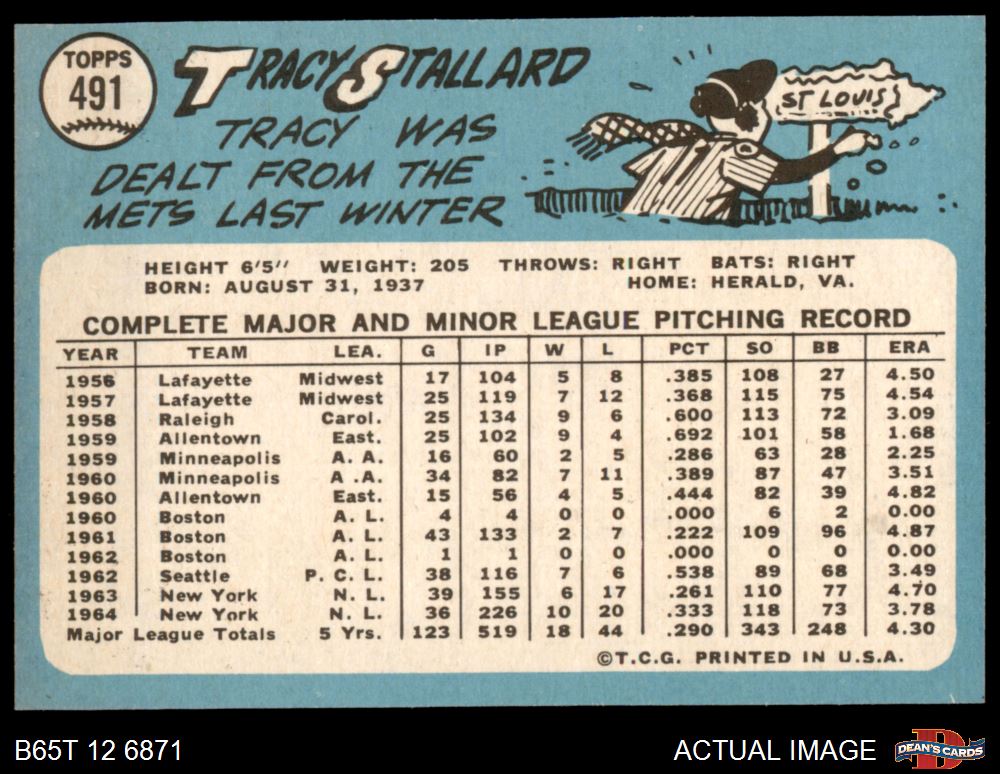 TOPPS
491
TRACY STALLARD
TRACY WAS
DEALT FROM THE
METS LAST WINTER
ST LOUIS
HEIGHT 6'5" WEIGHT: 205 THROWS: RIGHT BATS: RIGHT
BORN: AUGUST 31, 1937 HOME: HERALD, VA.
COMPLETE MAJOR AND MINOR LEAGUE PITCHING RECORD
YEAR TEAM LEA. G IP W L PCT SO BB ERA
1956 Lafayette Midwest 17 104 5 8 .385 108 27 4.50
1957 Lafayette Midwest 25 119 7 12 .368 115 75 4.54
1958 Raleigh Carol. 25 134 9 6 .600 113 72 3.09
1959 Allentown East. 25 102 9 4 .692 101 58 1.68
1959 Minneapolis A. A. 16 60 2 5 .286 63 28 2.25
1960 Minneapolis A .A. 34 82 7 11 .389 87 47 3.51
1960 Allentown East. 15 56 4 5 .444 82 39 4.82
1960 Boston A. L. 4 4 0 0 .000 6 2 0.00
1961 Boston A. L. 43 133 2 7 .222 109 96 4.87
1962 Boston A. L. 1 1 0 0 .000 0 0 0.00
1962 Seattle P. C. L. 38 116 7 6 .538 89 68 3.49
1963 New York N. L. 39 155 6 17 .261 110 77 4.70
1964 New York N. L. 36 226 10 20 .333 118 73 3.78
Major League Totals 5 Yrs. 123 519 18 44 .290 343 248 4.30
©T.C.G. PRINTED IN U.S.A.
B65T 12 6871 ACTUAL IMAGE DEAN'S CARDS